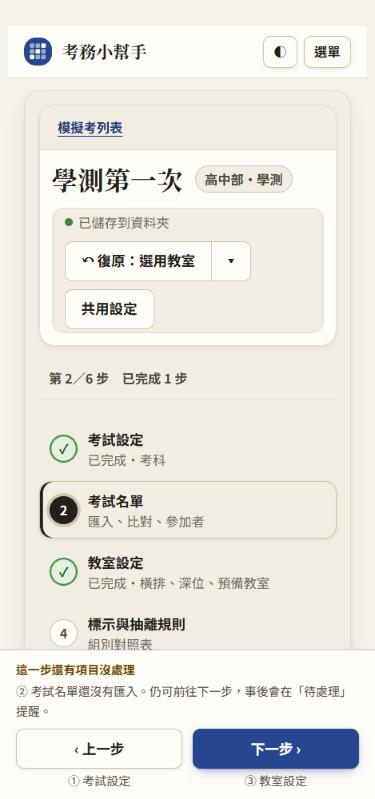 考務小幫手
選單
模擬考列表
學測第一次
高中部・學測
已儲存到資料夾
↶ 復原：選用教室
▾
共用設定
第 2／6 步　已完成 1 步
✓
考試設定
已完成・考科
2
考試名單
匯入、比對、參加者
✓
教室設定
已完成・橫排、深位、預備教室
4
標示與抽離規則
組別對照表
這一步還有項目沒處理
② 考試名單還沒有匯入。仍可前往下一步，事後會在「待處理」
提醒。
‹ 上一步
下一步 ›
① 考試設定
③ 教室設定